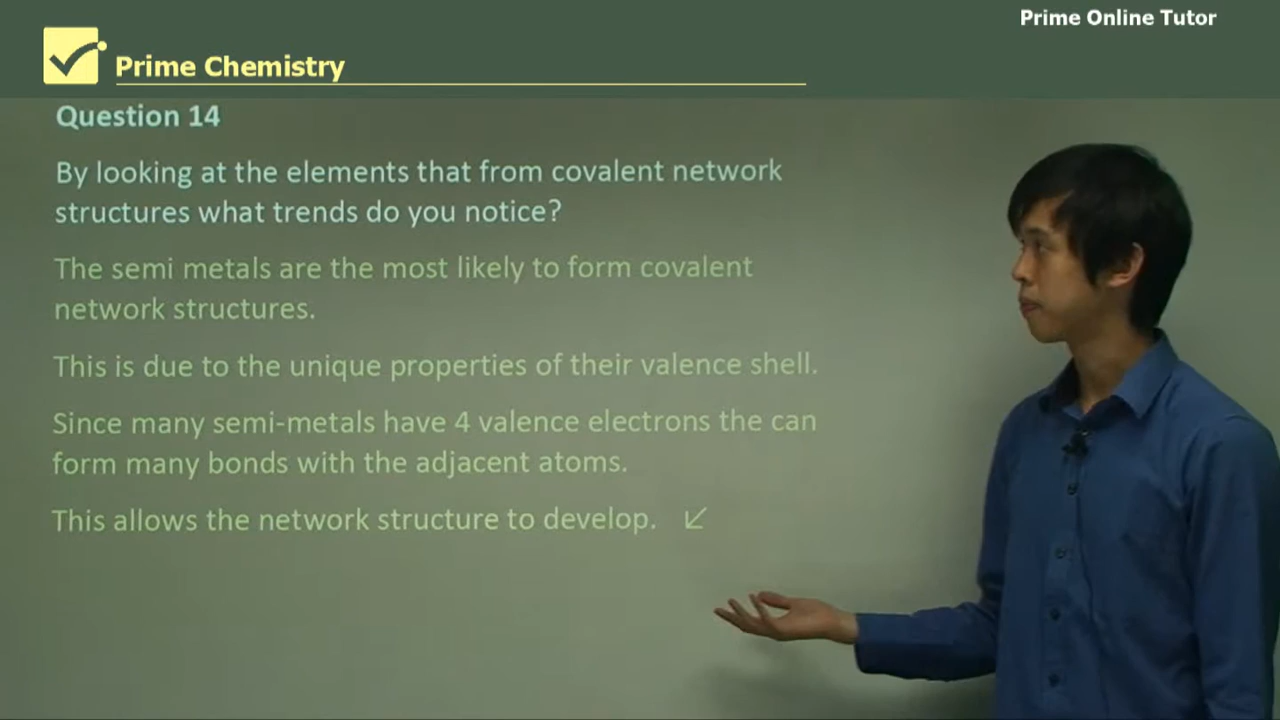 Prime Online Tutor
Prime Chemistry
Question 14
By looking at the elements that from covalent network
structures what trends do you notice?
The semi metals are the most likely to form covalent
network structures.
This is due to the unique properties of their valence shell.
Since many semi-metals have 4 valence electrons the can
form many bonds with the adjacent atoms.
This allows the network structure to develop.